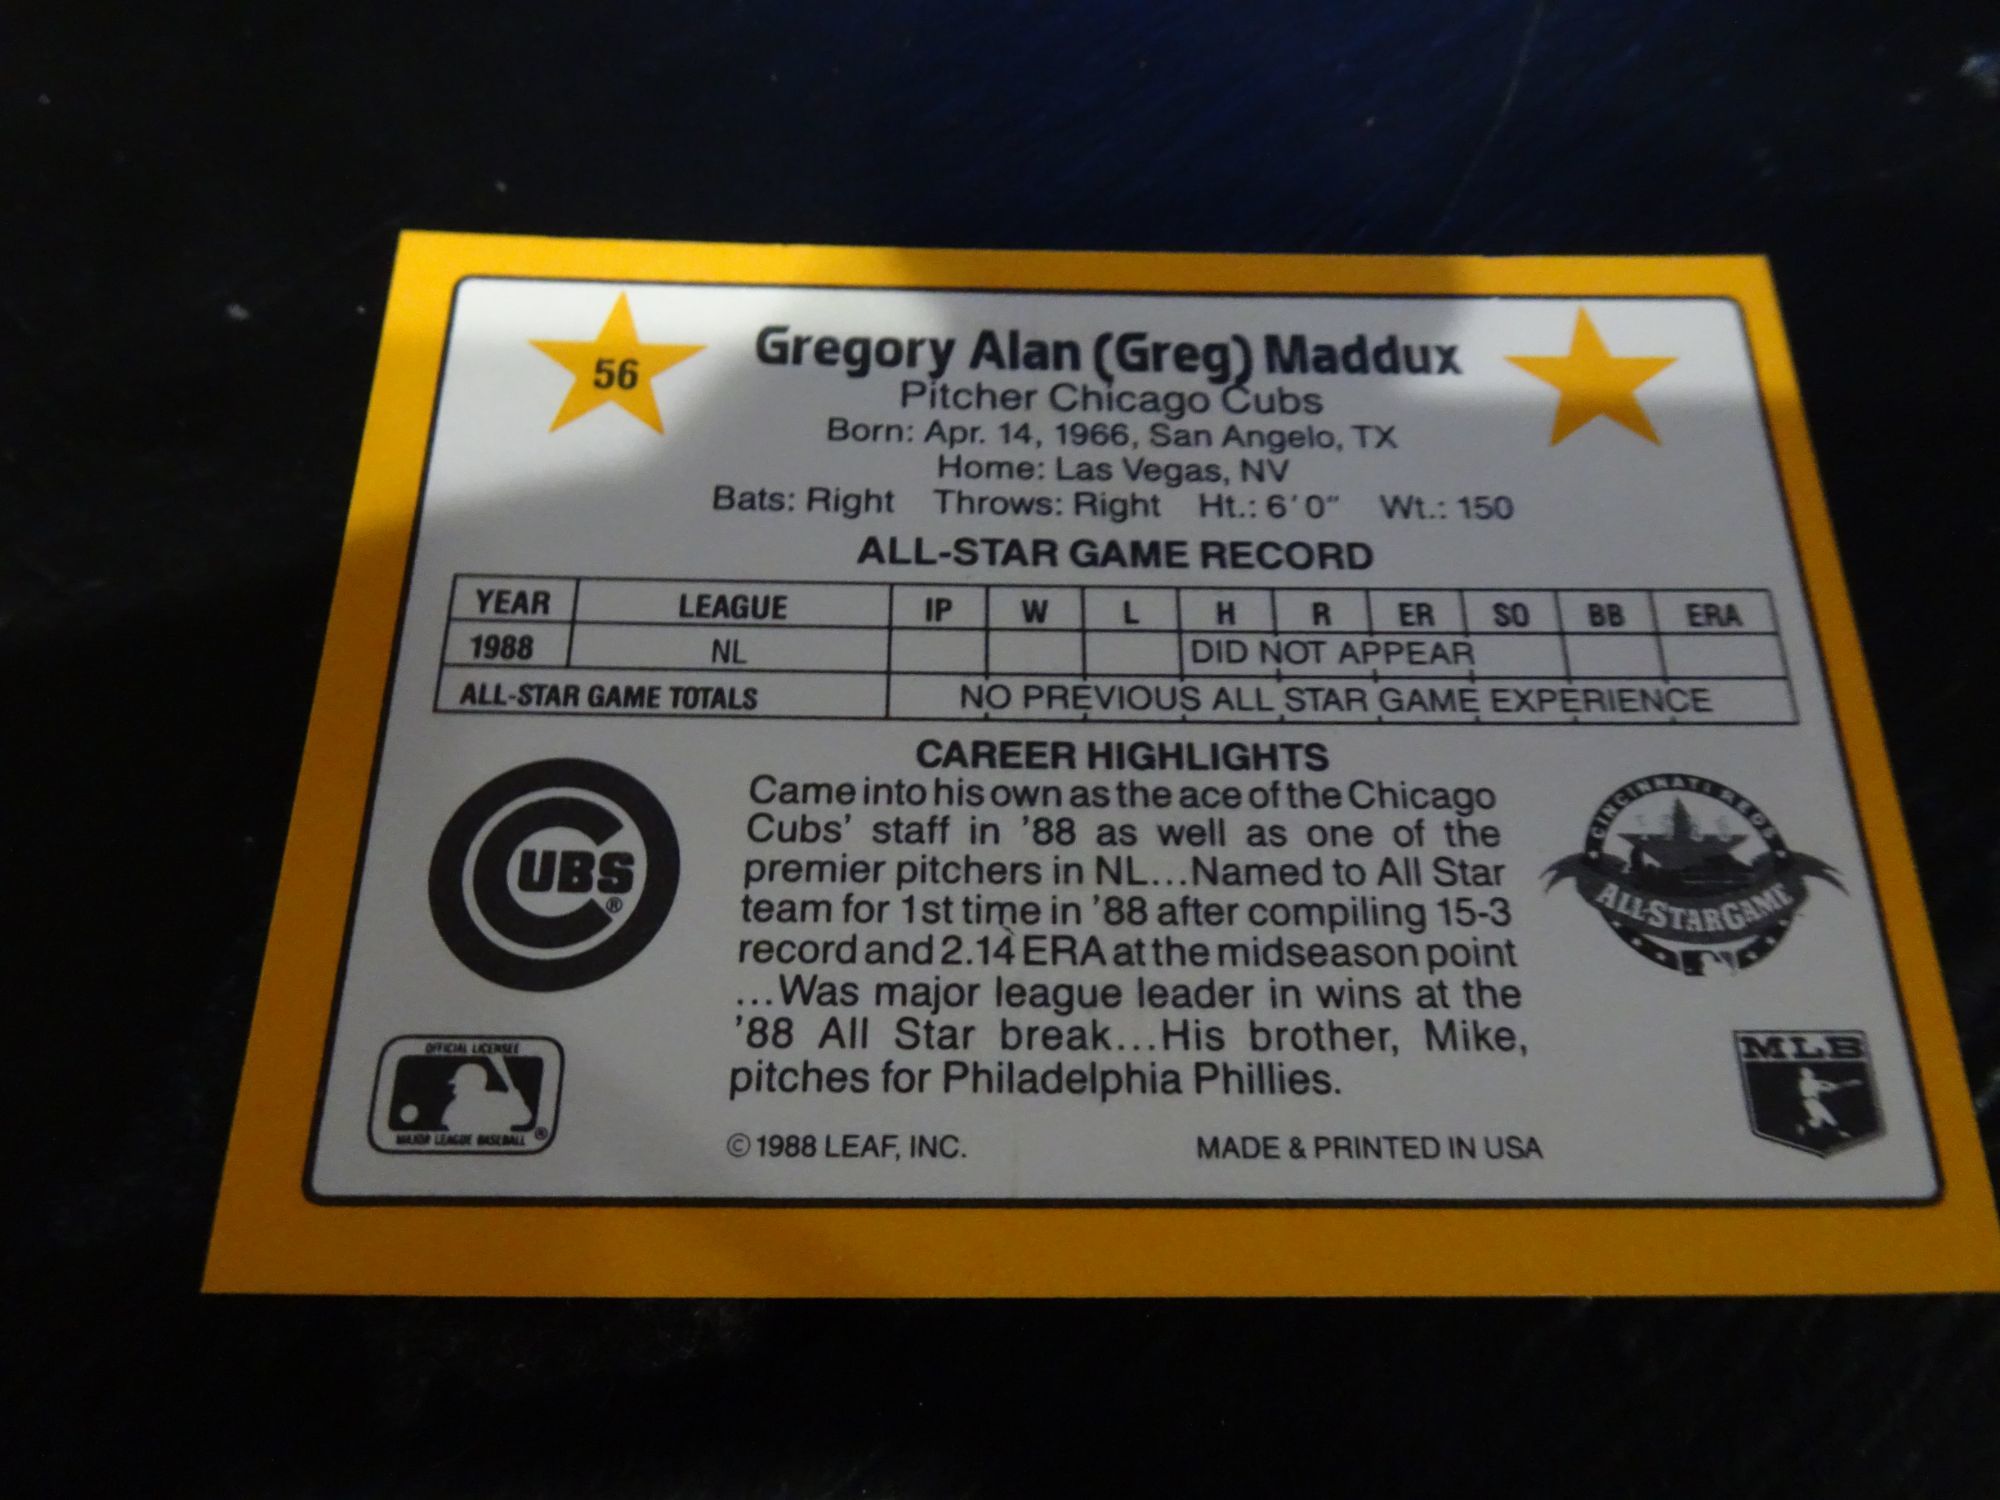 56
Gregory Alan (Greg) Maddux
Pitcher Chicago Cubs
Born: Apr. 14, 1966, San Angelo, TX
Home: Las Vegas, NV
Bats: Right Throws: Right Ht.: 6'0" Wt.: 150
ALL-STAR GAME RECORD
YEAR LEAGUE IP W L H R ER SO BB ERA
1988 NL DID NOT APPEAR
ALL-STAR GAME TOTALS NO PREVIOUS ALL STAR GAME EXPERIENCE
CAREER HIGHLIGHTS
Came into his own as the ace of the Chicago
Cubs' staff in '88 as well as one of the
premier pitchers in NL...Named to All Star
team for 1st time in '88 after compiling 15-3
record and 2.14 ERA at the midseason point
...Was major league leader in wins at the
'88 All Star break...His brother, Mike,
pitches for Philadelphia Phillies.
CUBS®
CINCINNATI REDS
ALL-STAR GAME
OFFICIAL LICENSEE
MAJOR LEAGUE BASEBALL ®
MLB
© 1988 LEAF, INC. MADE & PRINTED IN USA